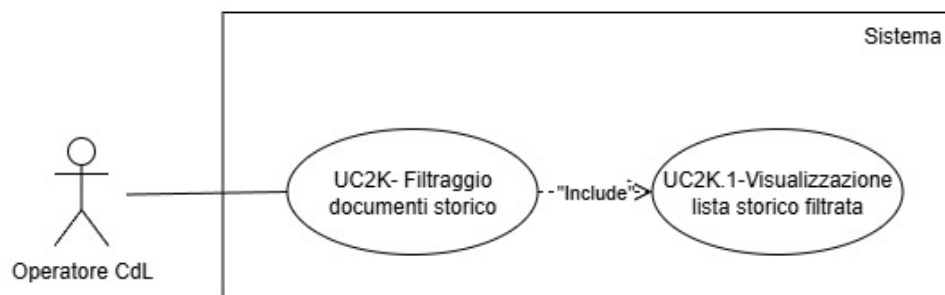 Sistema
UC2K- Filtraggio
documenti storico
"Include"
UC2K.1-Visualizzazione
lista storico filtrata
Operatore CdL